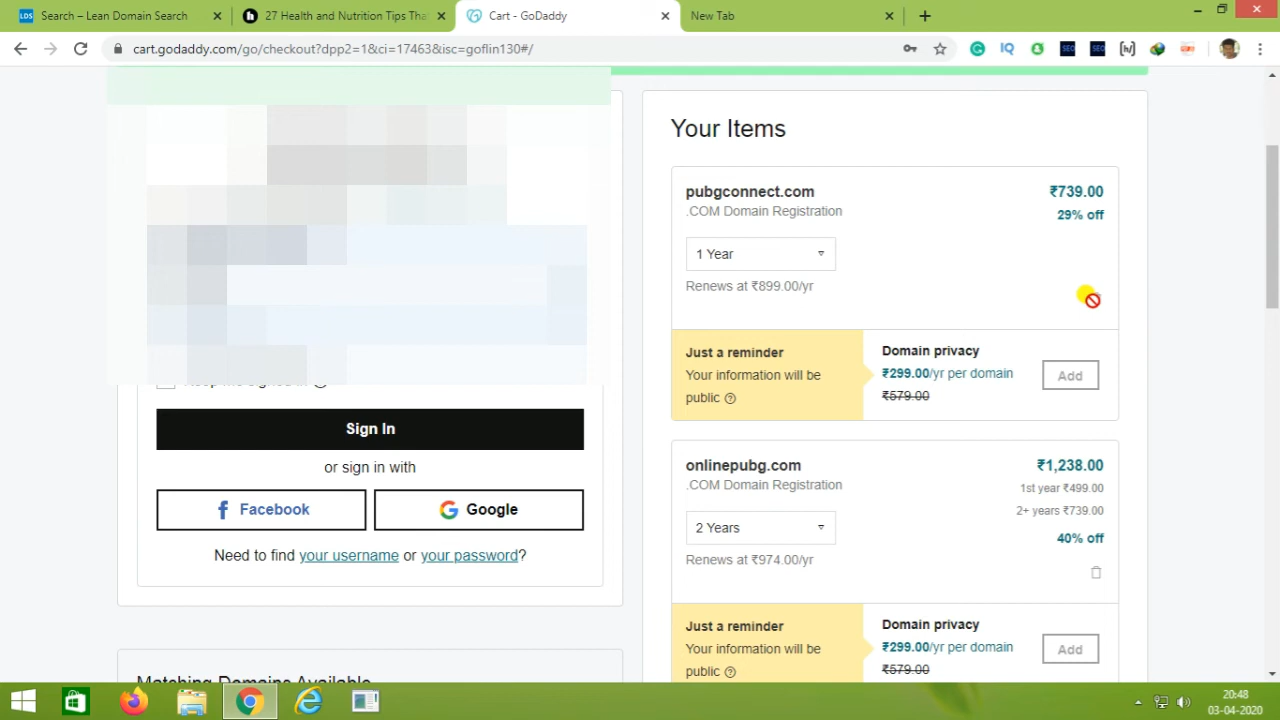 Search – Lean Domain Search
27 Health and Nutrition Tips Tha
Cart - GoDaddy
New Tab
cart.godaddy.com/go/checkout?dpp2=1&ci=17463&isc=goflin130#/
Sign In
or sign in with
Facebook
Google
Need to find your username or your password?
Matching Domains Available
Your Items
pubgconnect.com
₹739.00
.COM Domain Registration
29% off
1 Year
Renews at ₹899.00/yr
Just a reminder
Your information will be
public
Domain privacy
₹299.00/yr per domain
₹579.00
Add
onlinepubg.com
₹1,238.00
.COM Domain Registration
1st year ₹499.00
2+ years ₹739.00
2 Years
40% off
Renews at ₹974.00/yr
Just a reminder
Your information will be
public
Domain privacy
₹299.00/yr per domain
₹579.00
Add
20:48
03-04-2020